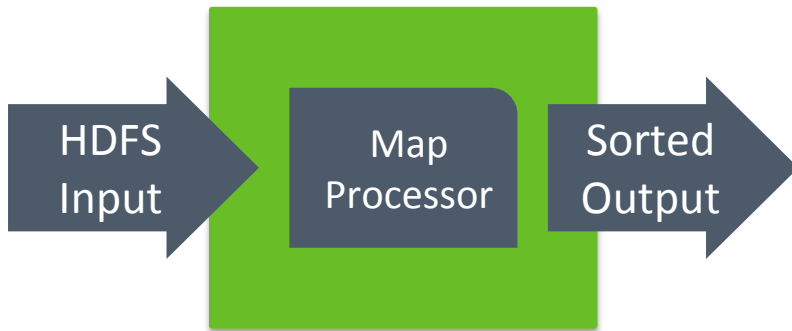 HDFS
Input
Map
Processor
Sorted
Output